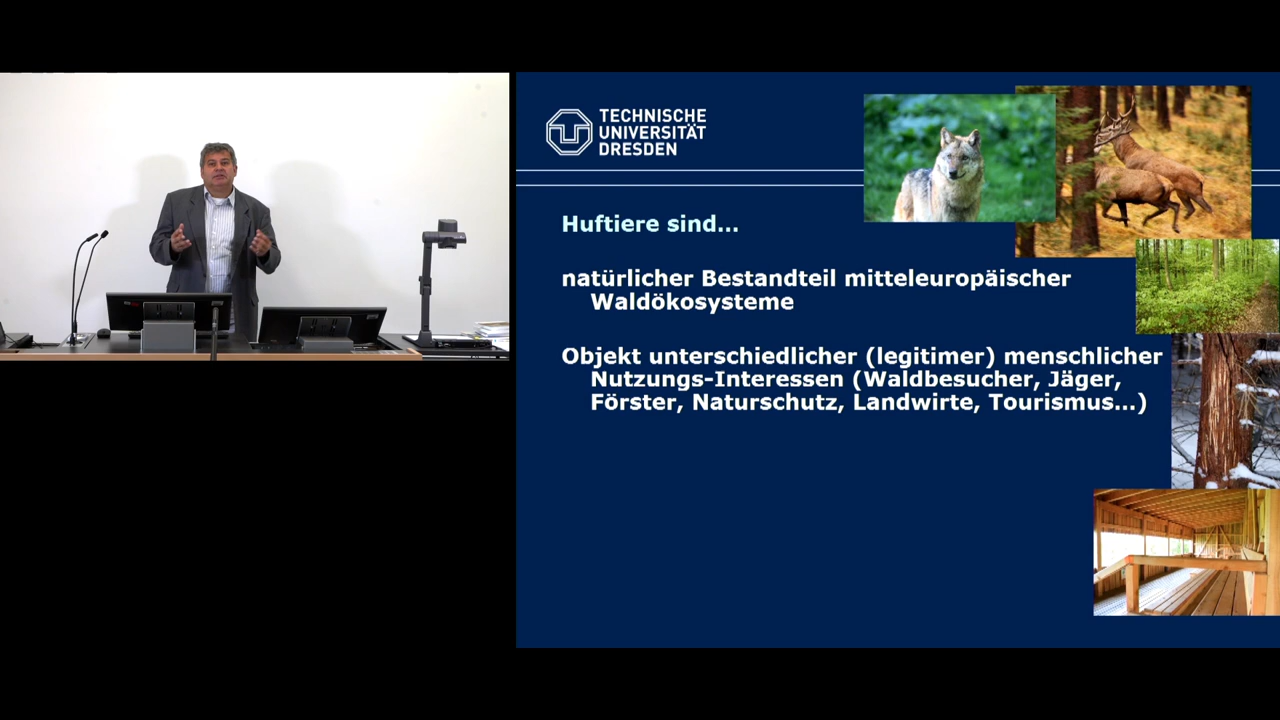 TECHNISCHE
UNIVERSITÄT
DRESDEN
Huftiere sind...
natürlicher Bestandteil mitteleuropäischer
Waldökosysteme
Objekt unterschiedlicher (legitimer) menschlicher
Nutzungs-Interessen (Waldbesucher, Jäger,
Förster, Naturschutz, Landwirte, Tourismus...)